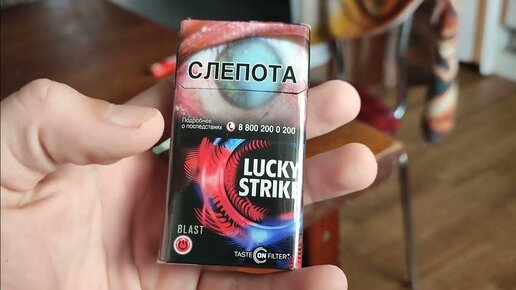 СЛЕПОТА
Подробнее
о последствиях
8 800 200 0 200
LUCKY
STRIKE
BLAST
TASTE ON FILTER